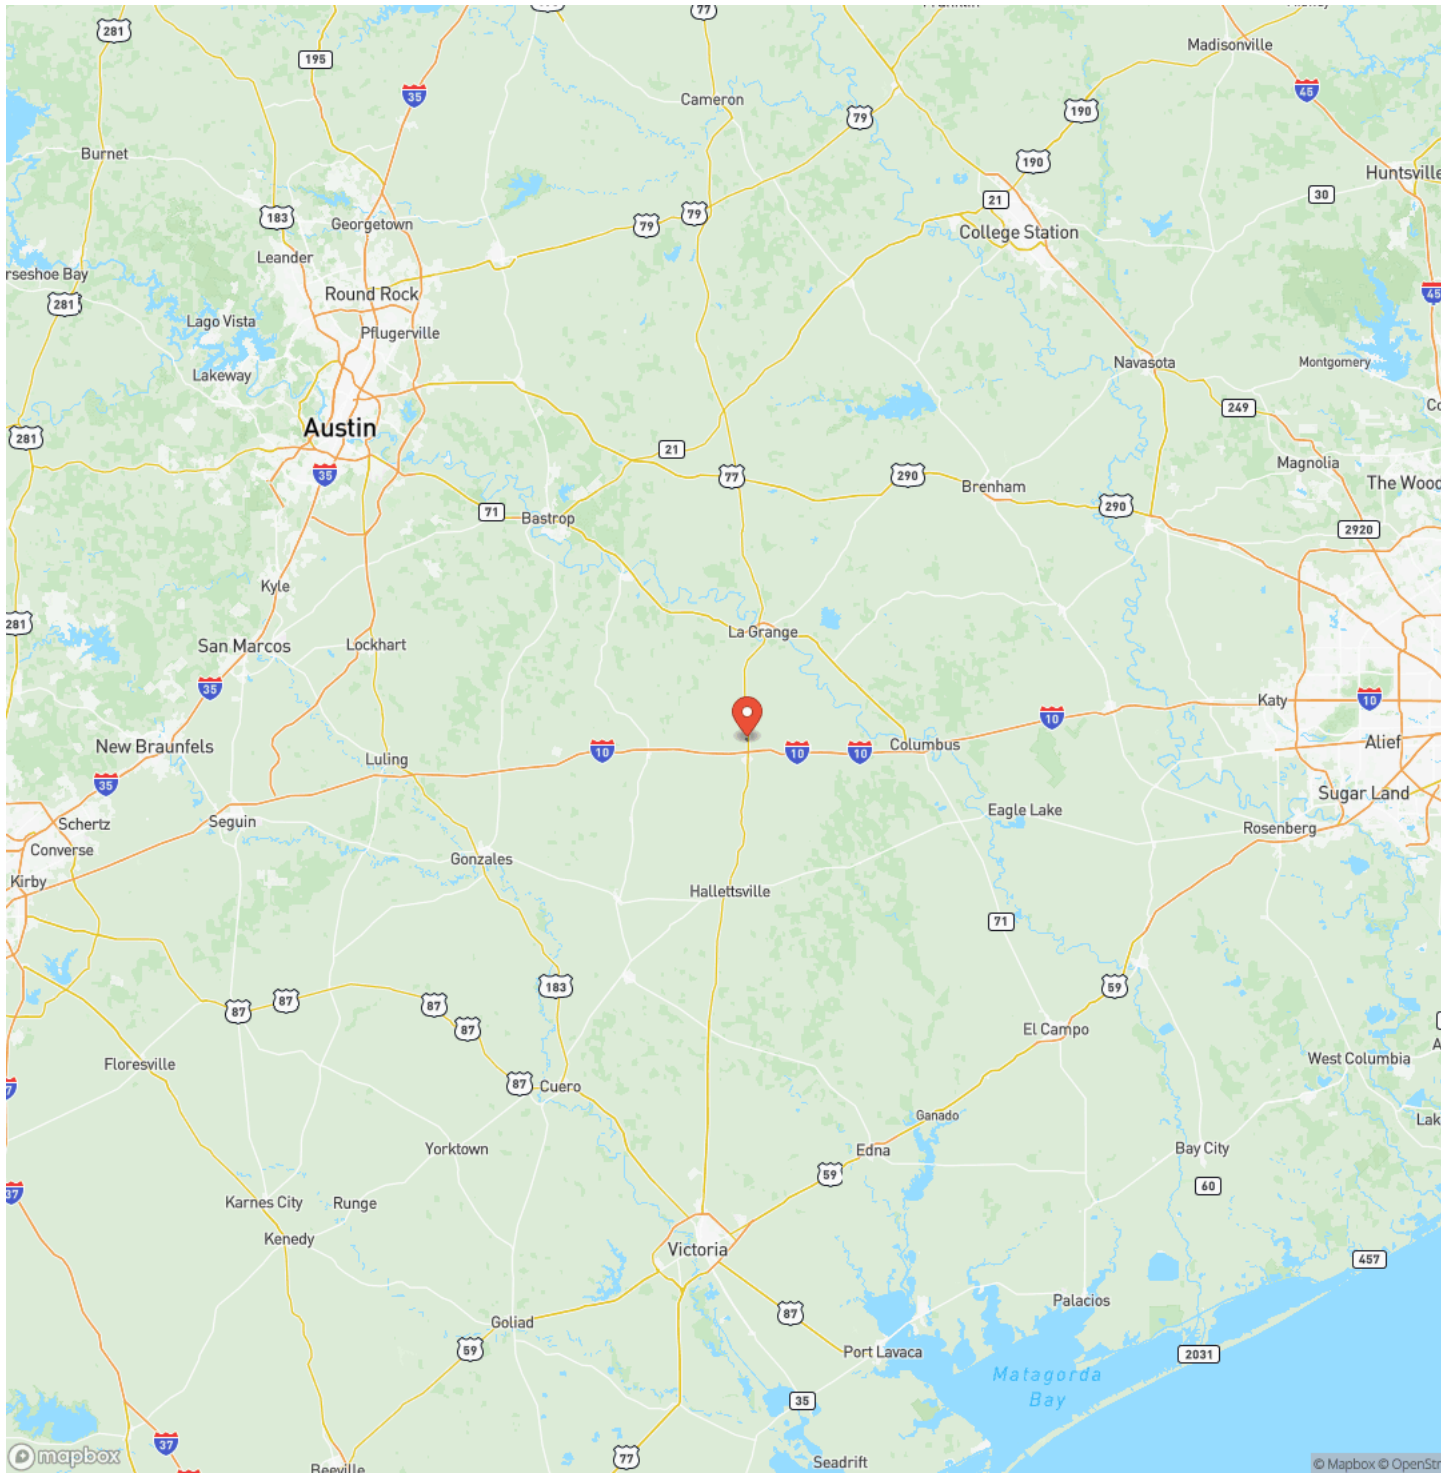 77
281
195
35
Cameron
Madisonville
45
79
190
Burnet
190
Huntsville
30
183
21
79
79
Georgetown
College Station
Leander
rseshoe Bay
Round Rock
281
45
Lago Vista
Pflugerville
Lakeway
Navasota
Montgomery
249
Austin
281
21
Magnolia
35
77
290
Brenham
The Wood
290
71
Bastrop
2920
Kyle
281
La Grange
San Marcos
Lockhart
35
Katy
10
10
New Braunfels
10
10
10
Columbus
Alief
Luling
35
Sugar Land
Schertz
Seguin
Eagle Lake
Rosenberg
Converse
Gonzales
Kirby
Hallettsville
71
183
59
87
87
87
87
El Campo
Floresville
West Columbia
87
Cuero
Ganado
Lak
Yorktown
Edna
Bay City
59
60
37
Karnes City
Runge
Kenedy
Victoria
457
Palacios
87
Goliad
59
Port Lavaca
2031
Matagorda
Bay
35
37
77
Seadrift
Beeville
mapbox
© Mapbox © OpenStr